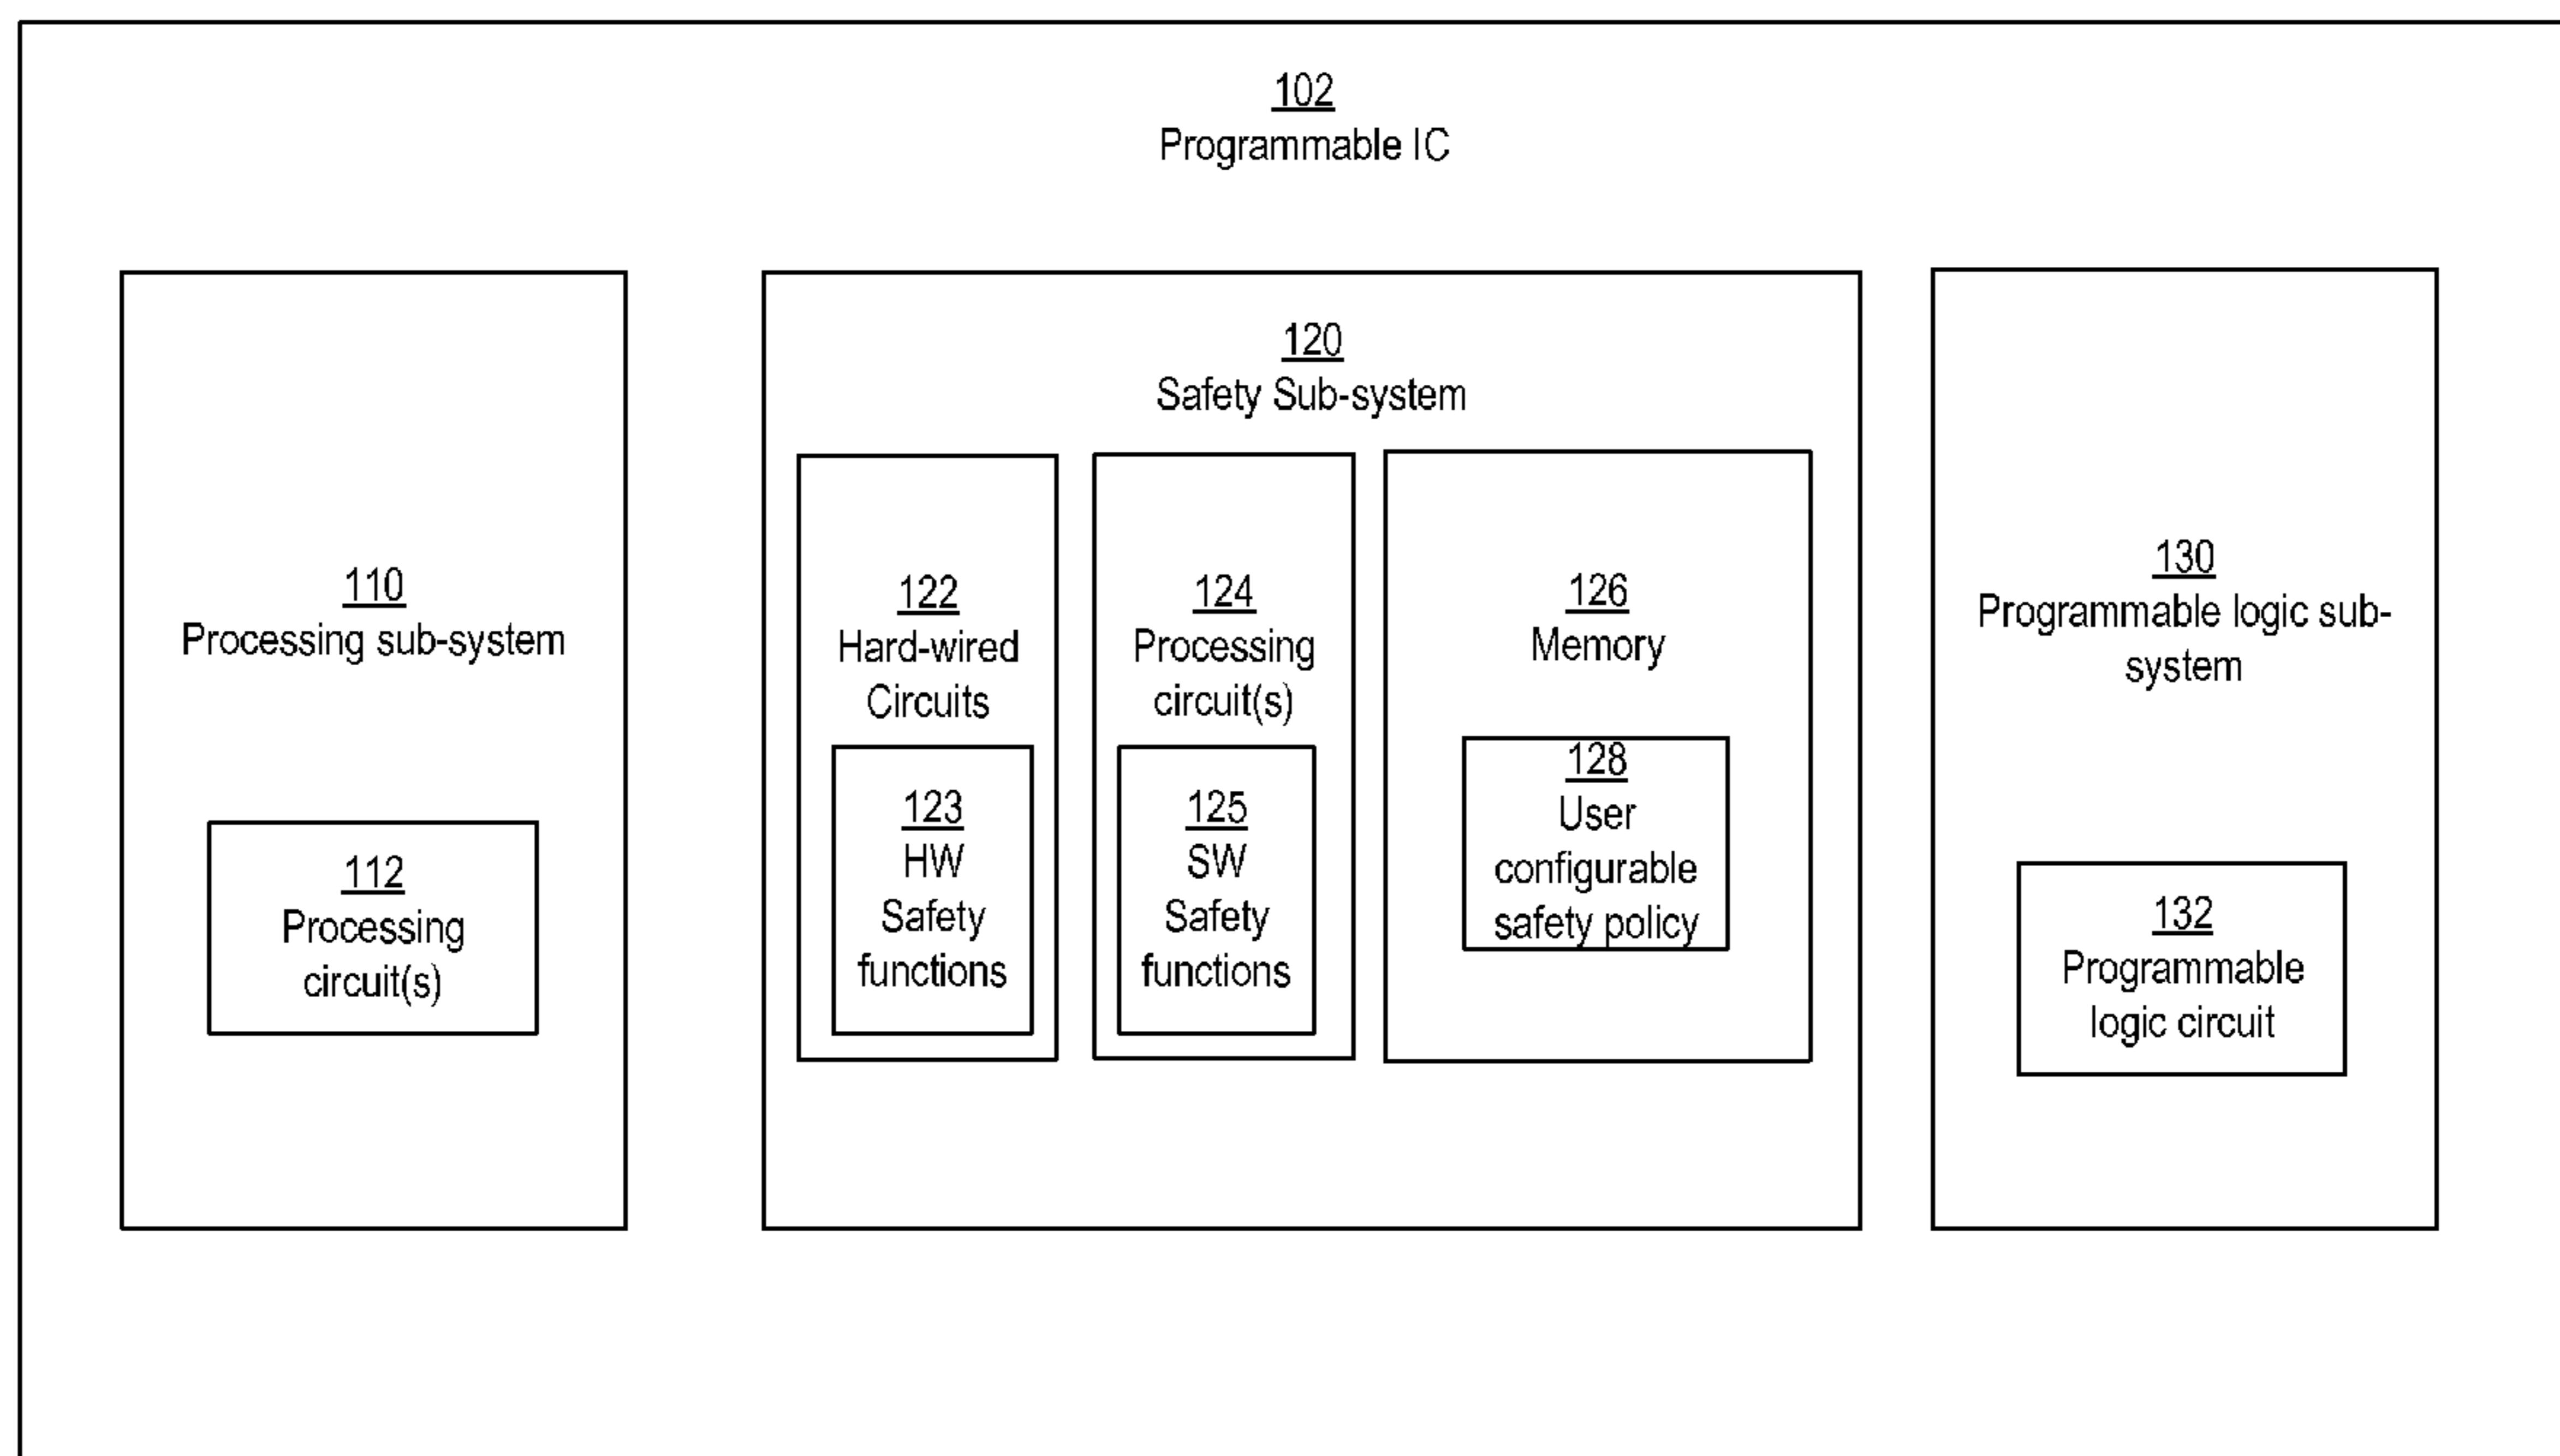 102
Programmable IC
110
Processing sub-system
112
Processing
circuit(s)
120
Safety Sub-system
122
Hard-wired
Circuits
123
HW
Safety
functions
124
Processing
circuit(s)
125
SW
Safety
functions
126
Memory
128
User
configurable
safety policy
130
Programmable logic sub-
system
132
Programmable
logic circuit